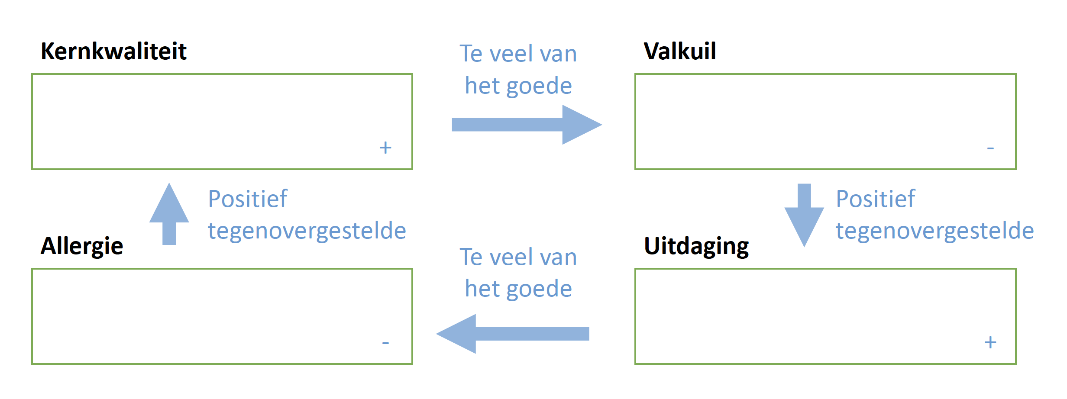 Kernkwaliteit
Te veel van
het goede
Valkuil
+
-
Positief
tegenovergestelde
Positief
tegenovergestelde
Allergie
Te veel van
het goede
Uitdaging
-
+